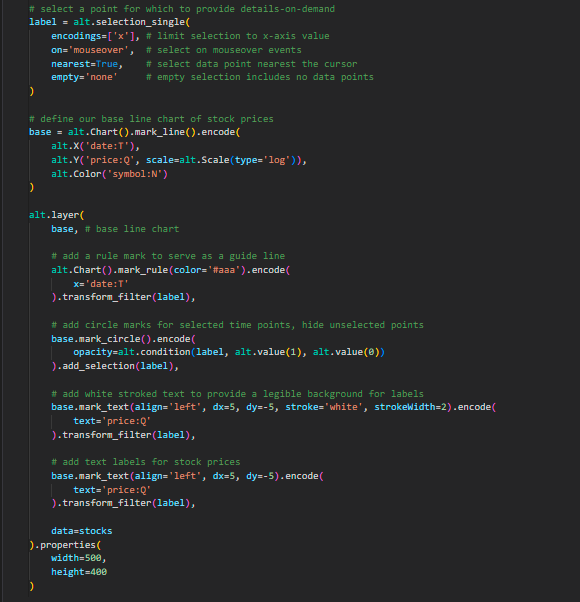 # select a point for which to provide details-on-demand
label = alt.selection_single(
    encodings=['x'], # limit selection to x-axis value
    on='mouseover',  # select on mouseover events
    nearest=True,    # select data point nearest the cursor
    empty='none'     # empty selection includes no data points
)

# define our base line chart of stock prices
base = alt.Chart().mark_line().encode(
    alt.X('date:T'),
    alt.Y('price:Q', scale=alt.Scale(type='log')),
    alt.Color('symbol:N')
)

alt.layer(
    base, # base line chart

    # add a rule mark to serve as a guide line
    alt.Chart().mark_rule(color='#aaa').encode(
        x='date:T'
    ).transform_filter(label),

    # add circle marks for selected time points, hide unselected points
    base.mark_circle().encode(
        opacity=alt.condition(label, alt.value(1), alt.value(0))
    ).add_selection(label),

    # add white stroked text to provide a legible background for labels
    base.mark_text(align='left', dx=5, dy=-5, stroke='white', strokeWidth=2).encode(
        text='price:Q'
    ).transform_filter(label),

    # add text labels for stock prices
    base.mark_text(align='left', dx=5, dy=-5).encode(
        text='price:Q'
    ).transform_filter(label),

    data=stocks
).properties(
    width=500,
    height=400
)